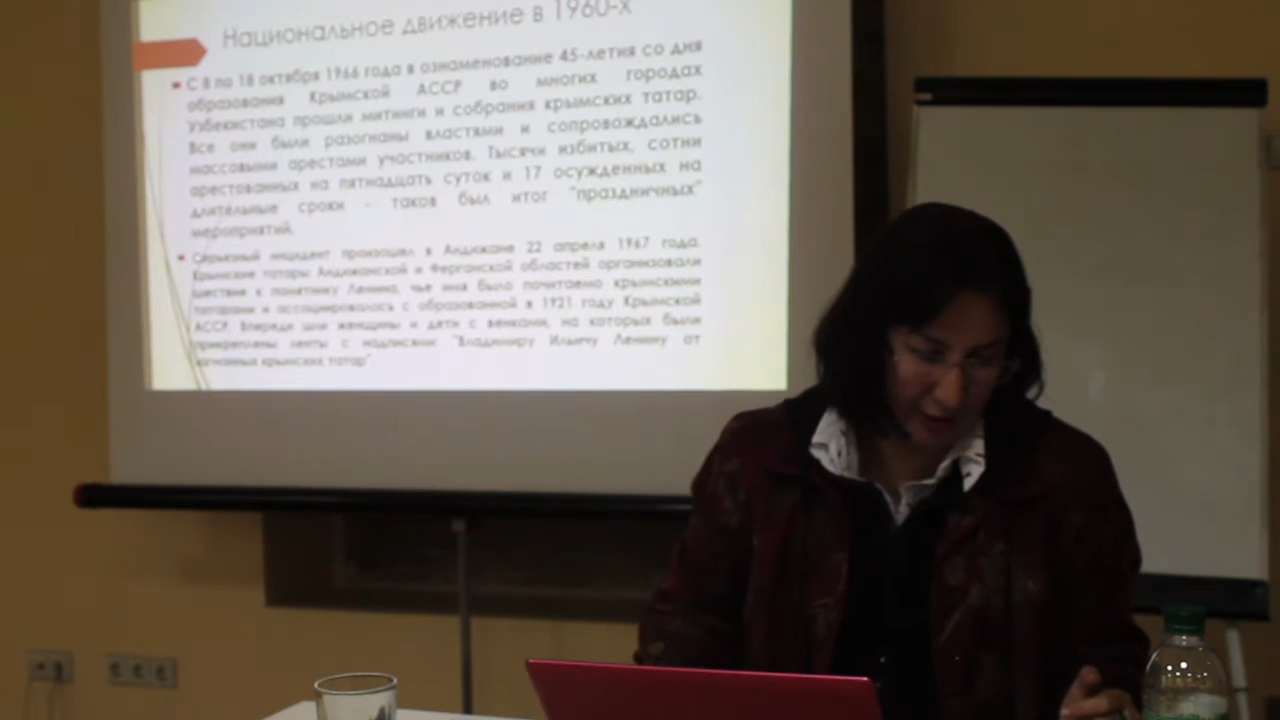 Национальное движение в 1960-х
С 8 по 18 октября 1966 года в ознаменование 45-летия со дня
образования Крымской АССР во многих городах
Узбекистана прошли митинги и собрания крымских татар.
Все они были разогнаны властями и сопровождались
массовыми арестами участников. Тысячи избитых, сотни
арестованных на пятнадцать суток и 17 осужденных на
длительные сроки - таков был итог "праздничных"
мероприятий.
Серьезный инцидент произошел в Андижане 22 апреля 1967 года.
Крымские татары Андижанской и Ферганской областей организовали
шествие к памятнику Ленина, чье имя было почитаемо крымскими
татарами и ассоциировалось с образованной в 1921 году Крымской
АССР. Впереди шли женщины и дети с венками, на которых были
прикреплены ленты с надписями: "Владимиру Ильичу Ленину от
изгнанных крымских татар".